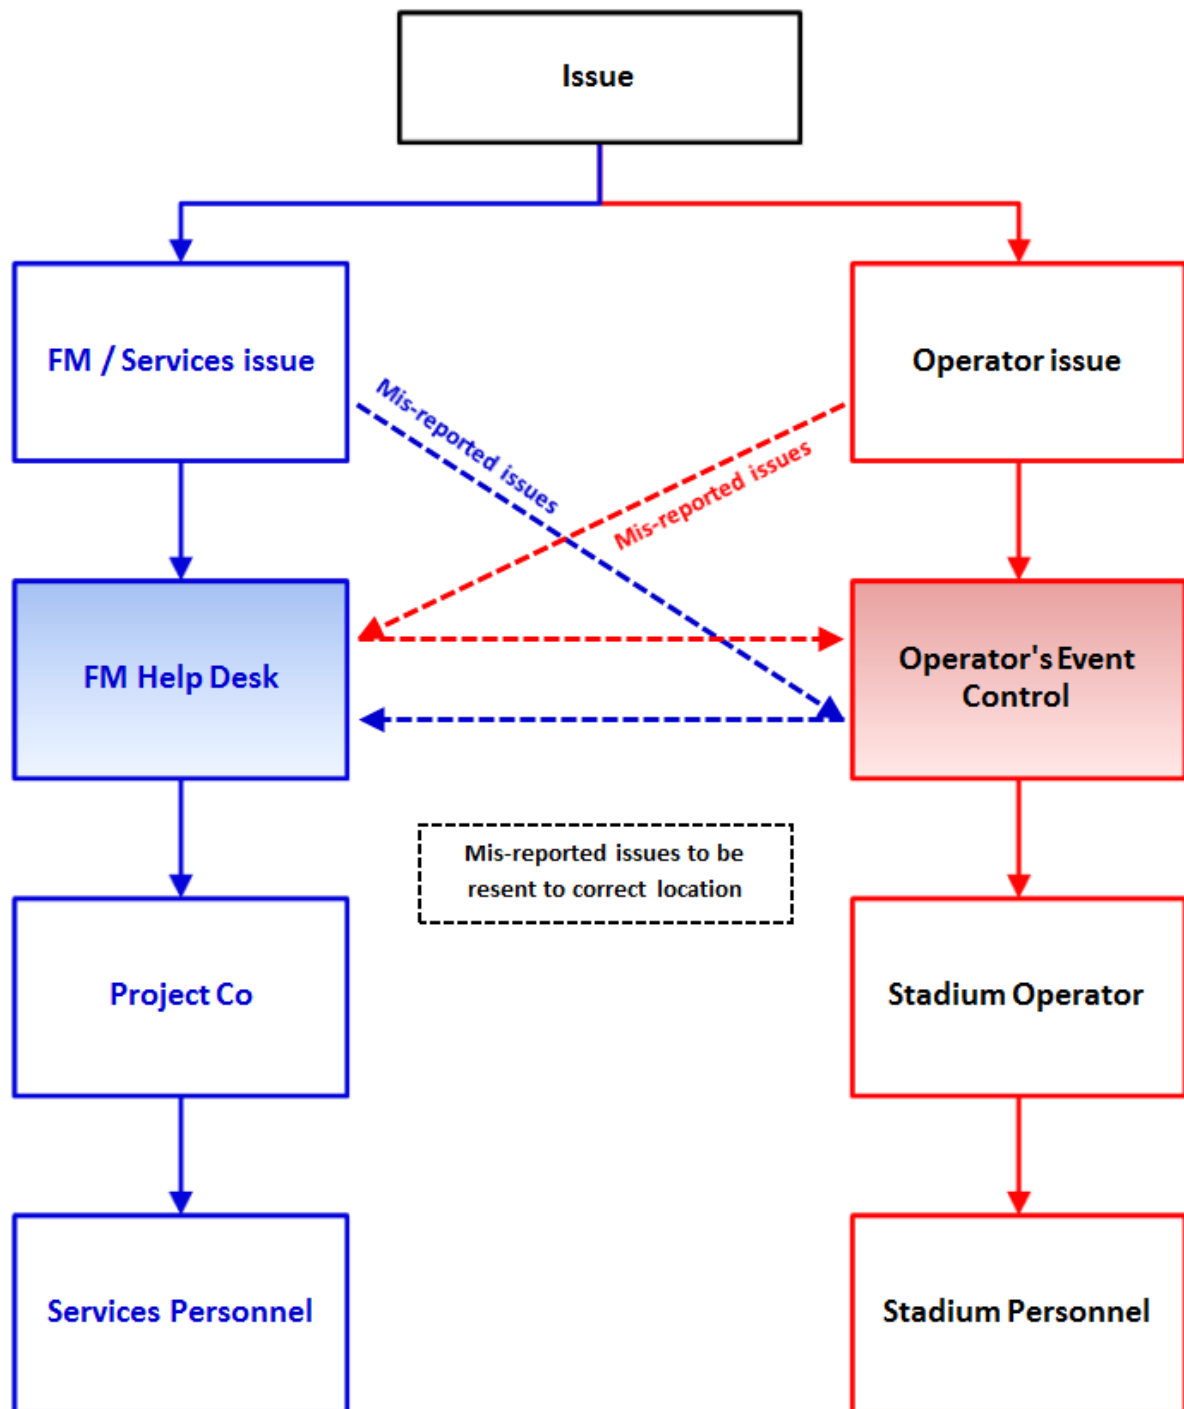 Issue
FM / Services issue
Operator issue
Mis-reported issues
Mis-reported issues
FM Help Desk
Operator's Event
Control
Mis-reported issues to be
resent to correct location
Project Co
Stadium Operator
Services Personnel
Stadium Personnel